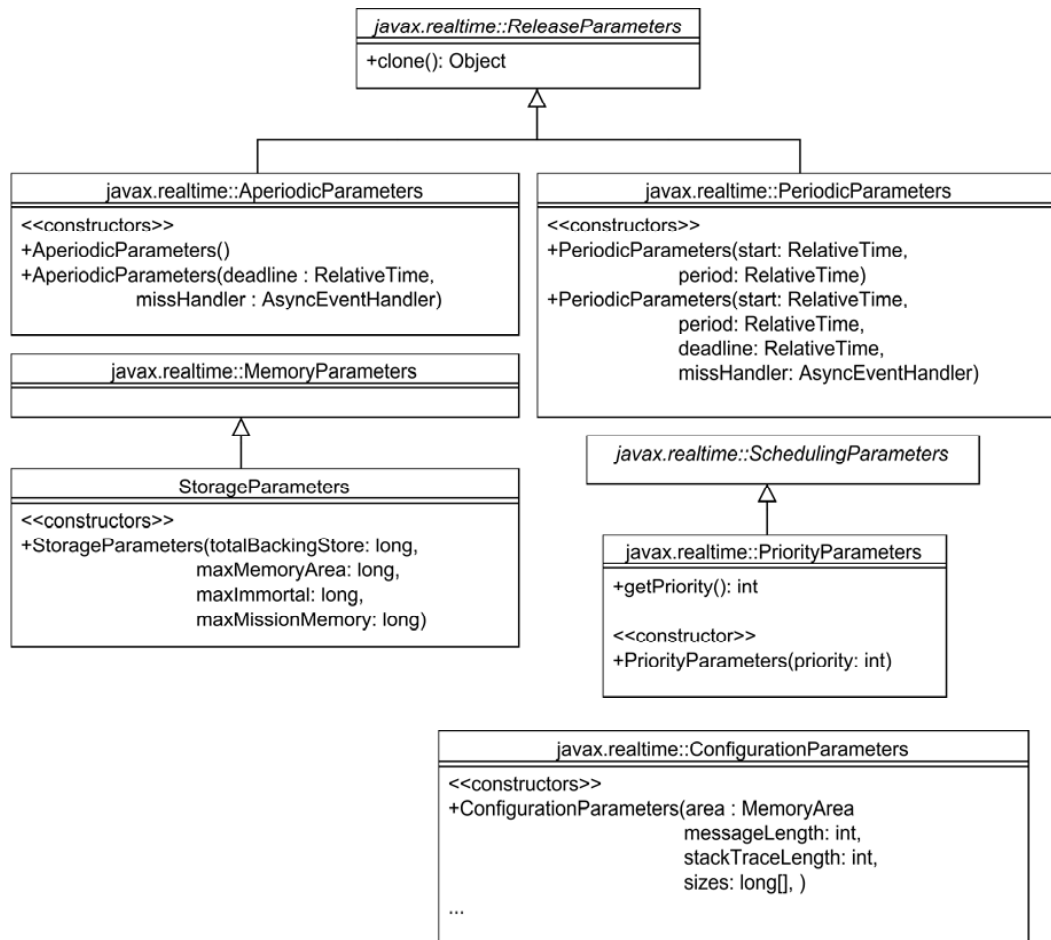 javax.realtime::ReleaseParameters
+clone(): Object
javax.realtime::AperiodicParameters
<<constructors>>
+AperiodicParameters()
+AperiodicParameters(deadline : RelativeTime,
missHandler : AsyncEventHandler)
javax.realtime::PeriodicParameters
<<constructors>>
+PeriodicParameters(start: RelativeTime,
period: RelativeTime)
+PeriodicParameters(start: RelativeTime,
period: RelativeTime,
deadline: RelativeTime,
missHandler: AsyncEventHandler)
javax.realtime::MemoryParameters
StorageParameters
<<constructors>>
+StorageParameters(totalBackingStore: long,
maxMemoryArea: long,
maxImmortal: long,
maxMissionMemory: long)
javax.realtime::SchedulingParameters
javax.realtime::PriorityParameters
+getPriority(): int
<<constructor>>
+PriorityParameters(priority: int)
javax.realtime::ConfigurationParameters
<<constructors>>
+ConfigurationParameters(area : MemoryArea
messageLength: int,
stackTraceLength: int,
sizes: long[], )
...